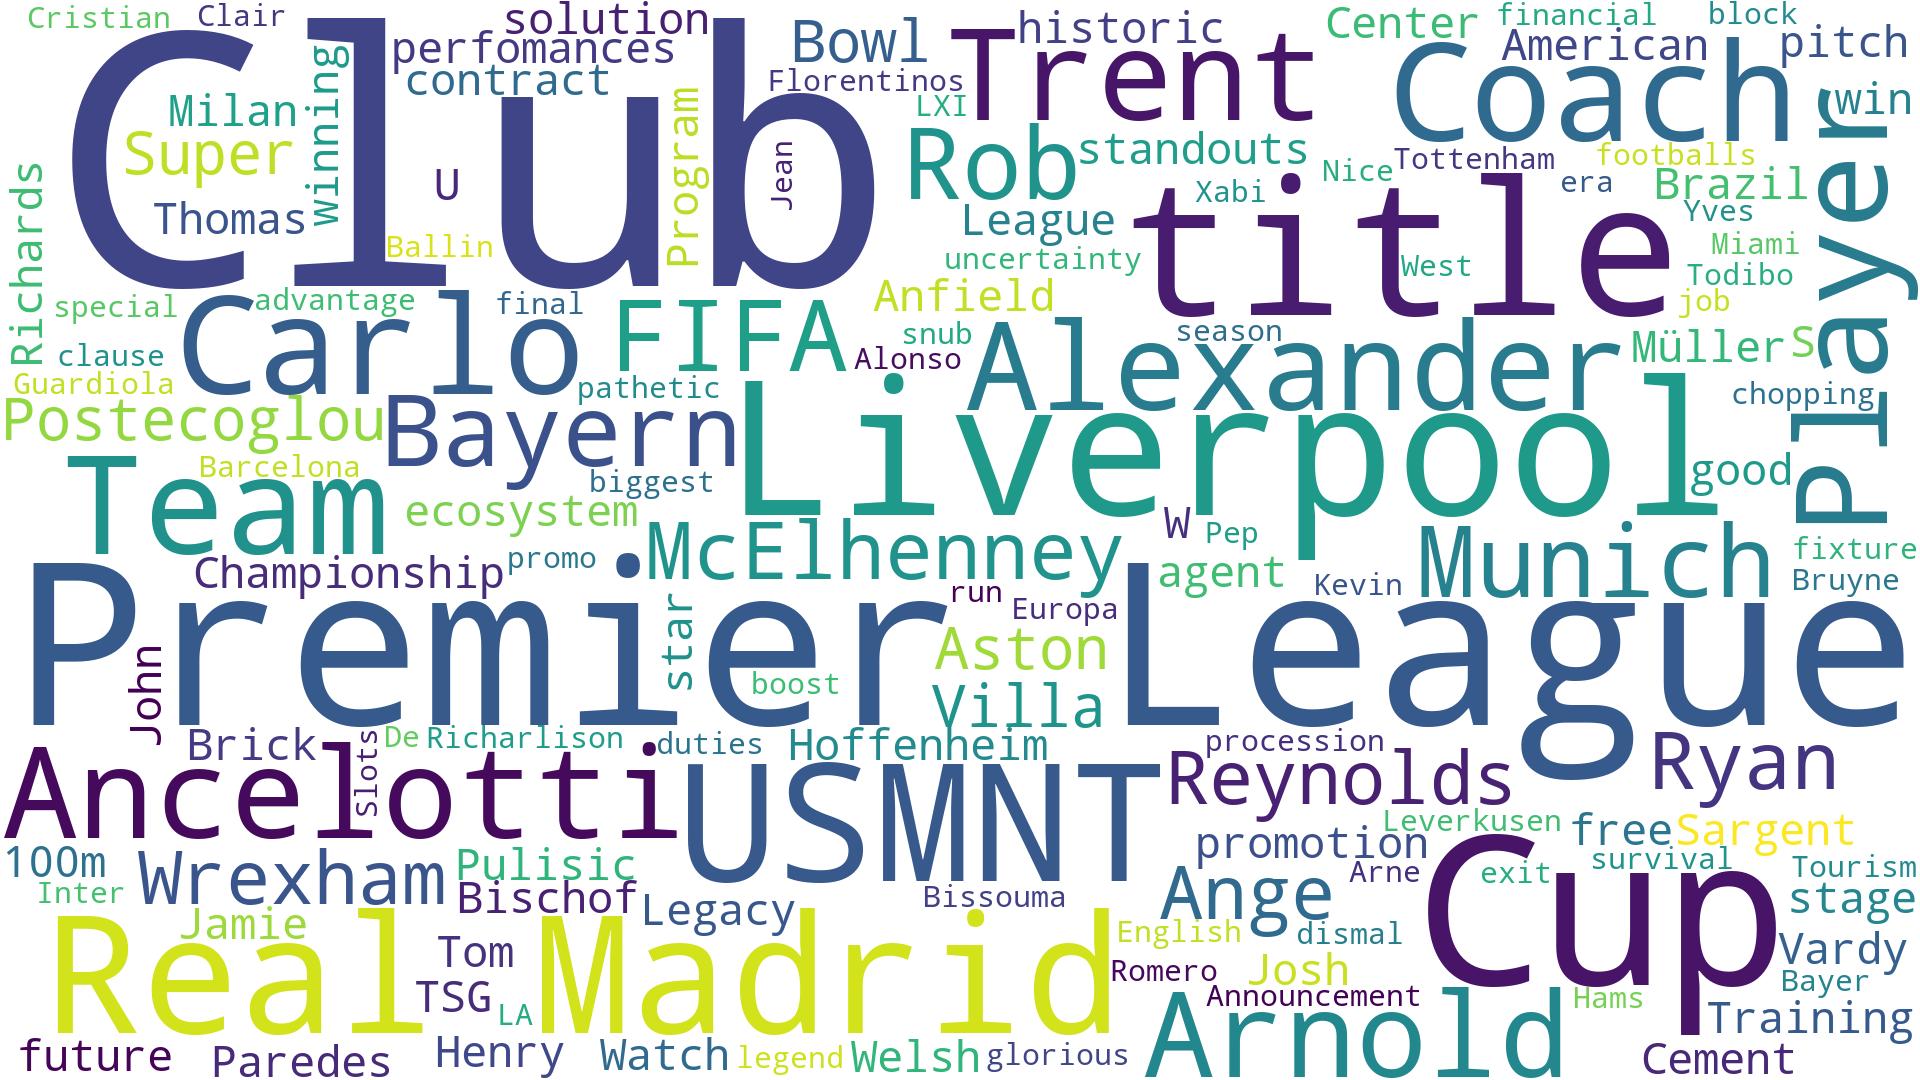 Cristian
Clair
solution
perfomances
contract
Bowl
historic
Trent
Center
financial
block
American
pitch
Coach
win
Player
Club
Milan
Super
winning
Thomas
U
Program
Jean
Florentinos
LXI
Rob
standouts
Nice
Tottenham
footballs
era
Brazil
Xabi
League
title
Yves
Miami
Todibo
job
West
uncertainty
Ballin
Richards
special
advantage
final
Anfield
FIFA
snub
Alonso
season
Alexander
Müller
S
clause
Carlo
Guardiola
pathetic
chopping
Postecoglou
Bayern
Liverpool
Team
Barcelona
biggest
good
ecosystem
W
Pep
McElhenney
Munich
fixture
Championship
promo
agent
Kevin
Bruyne
run
Europa
Premier
League
star
Aston
boost
Villa
John
Brick
De
Richarlison
duties
Hoffenheim
procession
Reynolds
Ryan
Ancelotti
Slots
USMNT
Leverkusen
free
Sargent
promotion
100m
Wrexham
Pulisic
Arne
exit
survival
Tourism
Inter
Bischof
Bissouma
Ange
Cup
stage
Jamie
Legacy
English
dismal
Real
Madrid
Tom
Vardy
Romero
Josh
Bayer
TSG
LA
Announcement
Hams
Arnold
Training
future
Paredes
Henry
Watch
legend
Welsh
glorious
Cement